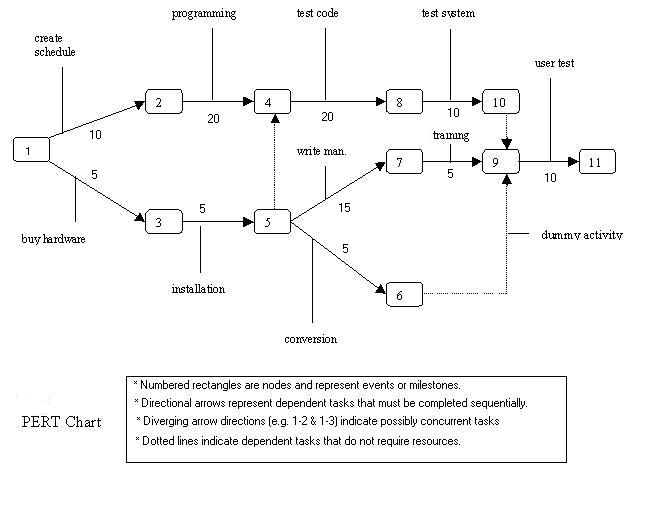 programming
test code
test system
create
schedule
user test
2
4
8
10
10
20
20
10
training
write man.
1
5
7
9
11
5
10
15
3
5
5
5
buy hardware
dummy activity
installation
6
conversion
* Numbered rectangles are nodes and represent events or milestones.
* Directional arrows represent dependent tasks that must be completed sequentially.
PERT Chart
* Diverging arrow directions (e.g. 1-2 & 1-3) indicate possibly concurrent tasks
* Dotted lines indicate dependent tasks that do not require resources.